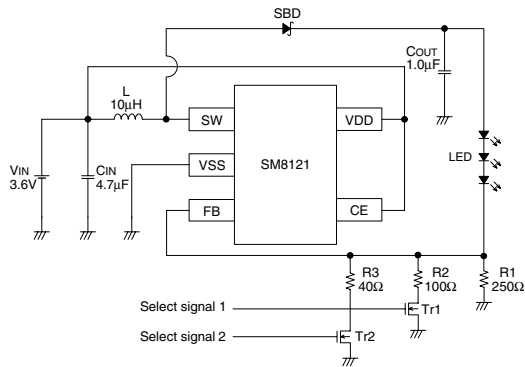 SBD
COUT
1.0µF
L
10µH
SW
VDD
VIN
3.6V
CIN
4.7µF
VSS
SM8121
LED
FB
CE
R3
40Ω
R2
100Ω
R1
250Ω
Select signal 1
Tr1
Select signal 2
Tr2